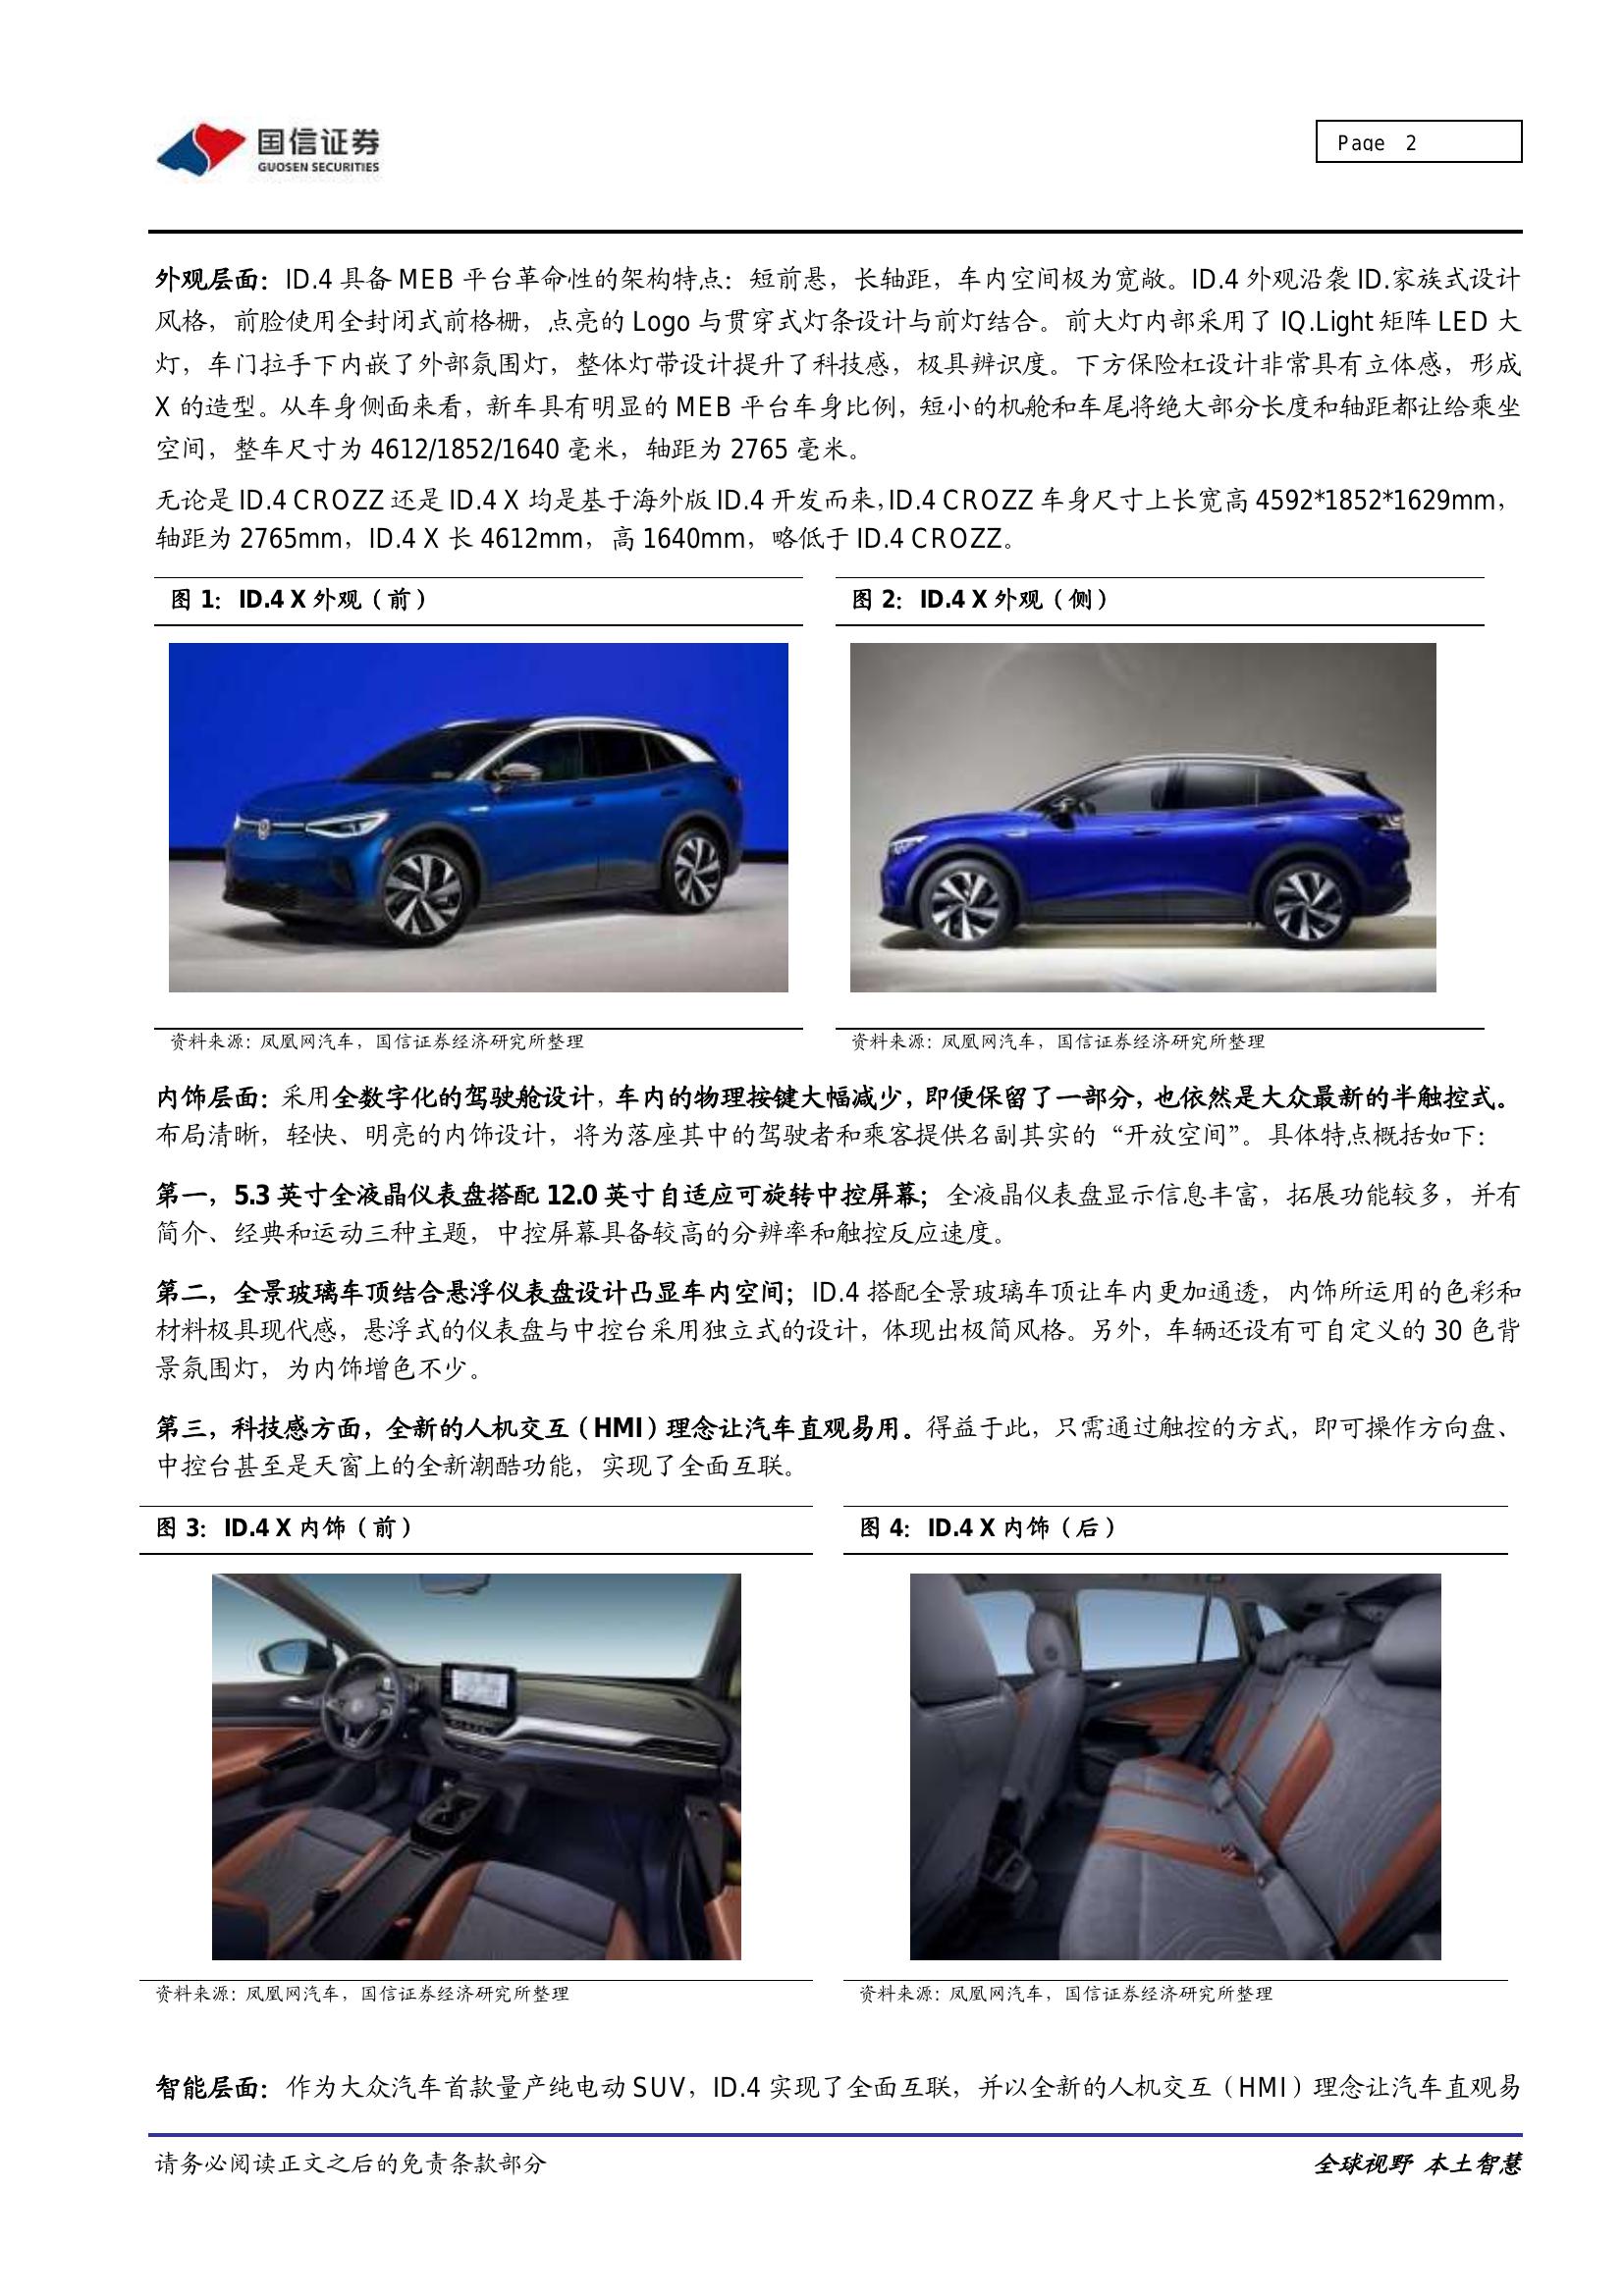 国信证券
GUOSEN SECURITIES
Page 2
外观层面：ID.4 具备 MEB 平台革命性的架构特点：短前悬，长轴距，车内空间极为宽敞。ID.4 外观沿袭 ID.家族式设计
风格，前脸使用全封闭式前格栅，点亮的 Logo 与贯穿式灯条设计与前灯结合。前大灯内部采用了 IQ.Light 矩阵 LED 大
灯，车门拉手下内嵌了外部氛围灯，整体灯带设计提升了科技感，极具辨识度。下方保险杠设计非常具有立体感，形成
X 的造型。从车身侧面来看，新车具有明显的 MEB 平台车身比例，短小的机舱和车尾将绝大部分长度和轴距都让给乘坐
空间，整车尺寸为 4612/1852/1640 毫米，轴距为 2765 毫米。
无论是 ID.4 CROZZ 还是 ID.4 X 均是基于海外版 ID.4 开发而来，ID.4 CROZZ 车身尺寸上长宽高 4592*1852*1629mm，
轴距为 2765mm，ID.4 X 长 4612mm，高 1640mm，略低于 ID.4 CROZZ。
图 1：ID.4 X 外观（前）
图 2：ID.4 X 外观（侧）
资料来源：凤凰网汽车，国信证券经济研究所整理
资料来源：凤凰网汽车，国信证券经济研究所整理
内饰层面：采用全数字化的驾驶舱设计，车内的物理按键大幅减少，即便保留了一部分，也依然是大众最新的半触控式。
布局清晰，轻快、明亮的内饰设计，将为落座其中的驾驶者和乘客提供名副其实的“开放空间”。具体特点概括如下：
第一，5.3 英寸全液晶仪表盘搭配 12.0 英寸自适应可旋转中控屏幕；全液晶仪表盘显示信息丰富，拓展功能较多，并有
简介、经典和运动三种主题，中控屏幕具备较高的分辨率和触控反应速度。
第二，全景玻璃车顶结合悬浮仪表盘设计凸显车内空间；ID.4 搭配全景玻璃车顶让车内更加通透，内饰所运用的色彩和
材料极具现代感，悬浮式的仪表盘与中控台采用独立式的设计，体现出极简风格。另外，车辆还设有可自定义的 30 色背
景氛围灯，为内饰增色不少。
第三，科技感方面，全新的人机交互（HMI）理念让汽车直观易用。得益于此，只需通过触控的方式，即可操作方向盘、
中控台甚至是天窗上的全新潮酷功能，实现了全面互联。
图 3：ID.4 X 内饰（前）
图 4：ID.4 X 内饰（后）
资料来源：凤凰网汽车，国信证券经济研究所整理
资料来源：凤凰网汽车，国信证券经济研究所整理
智能层面：作为大众汽车首款量产纯电动 SUV，ID.4 实现了全面互联，并以全新的人机交互（HMI）理念让汽车直观易
请务必阅读正文之后的免责条款部分
全球视野 本土智慧